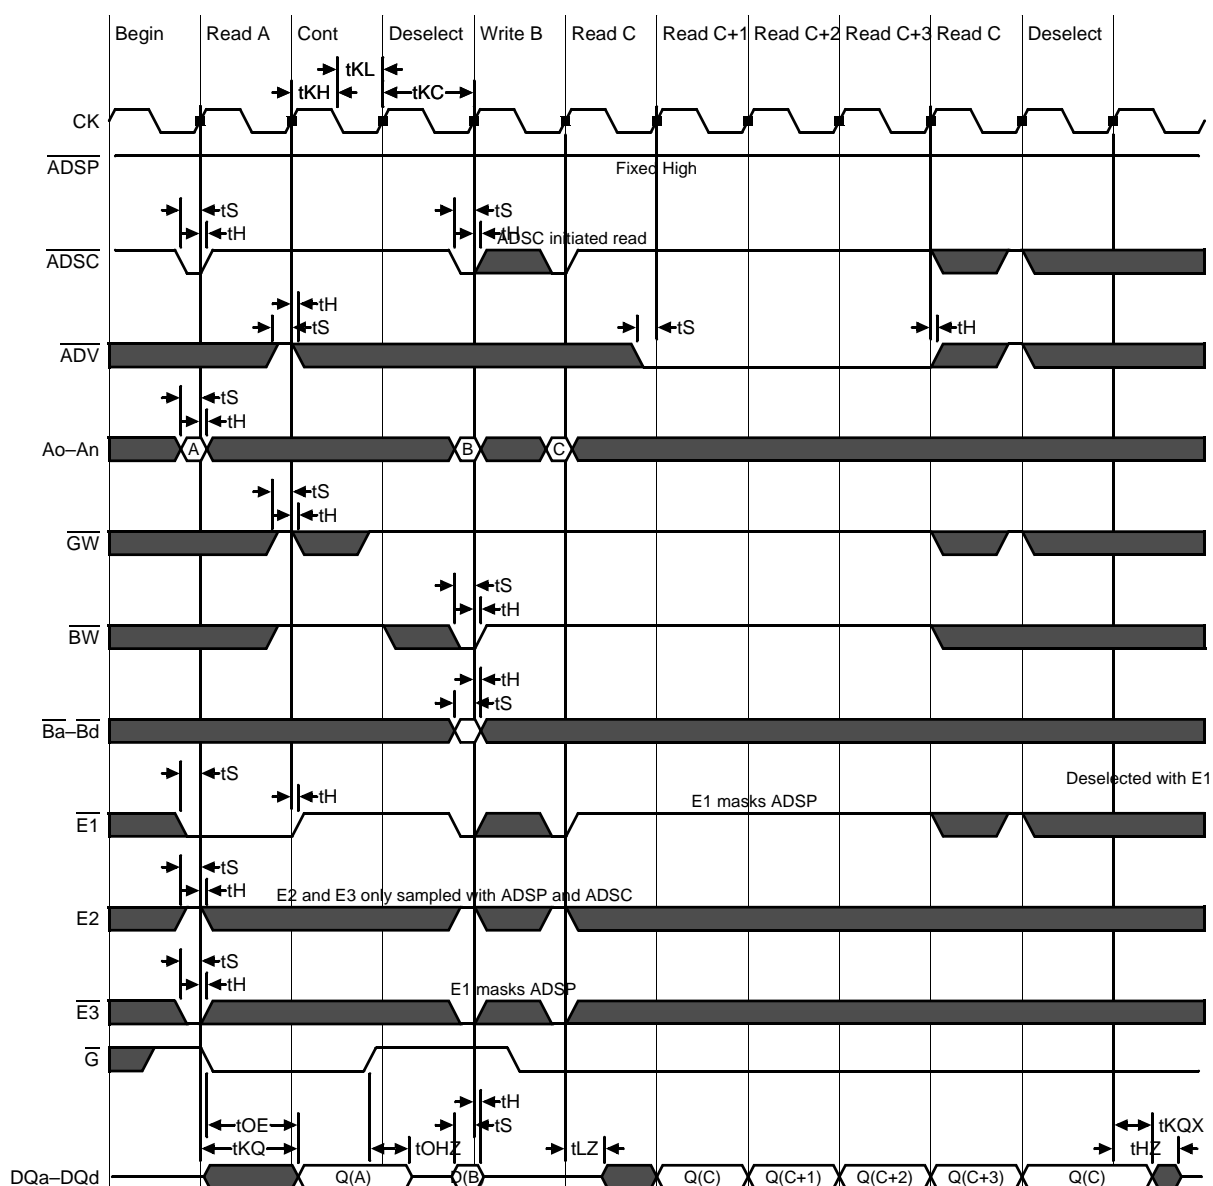 Begin Read A Cont Deselect Write B Read C Read C+1 Read C+2 Read C+3 Read C Deselect
tKL
tKH tKC
CK
ADSP
Fixed High
tS tS
tH tH
ADSC initiated read
ADSC
tH
tS tS tH
ADV
tS
tH
Ao–An A B C
tS
tH
GW
tS
tH
BW
tH
tS
Ba–Bd
tS Deselected with E1
tH E1 masks ADSP
E1
tS
tH E2 and E3 only sampled with ADSP and ADSC
E2
tS
tH E1 masks ADSP
E3
G
tH
tOE tS tKQX
tKQ tOHZ tLZ tHZ
DQa–DQd Q(A) D(B) Q(C) Q(C+1) Q(C+2) Q(C+3) Q(C)